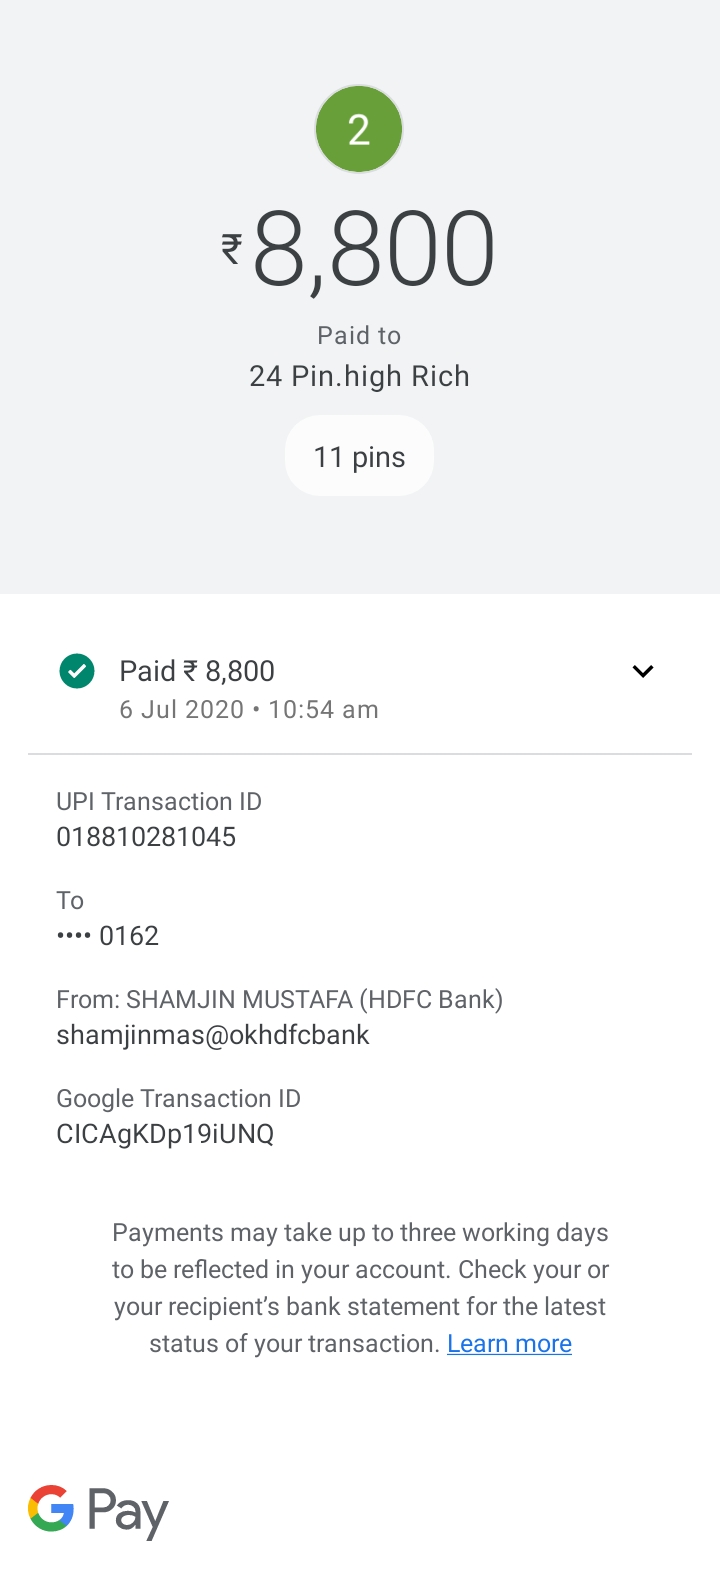 2
₹8,800
Paid to
24 Pin.high Rich
11 pins
Paid ₹ 8,800
6 Jul 2020 • 10:54 am
UPI Transaction ID
018810281045
To
•••• 0162
From: SHAMJIN MUSTAFA (HDFC Bank)
shamjinmas@okhdfcbank
Google Transaction ID
CICAgKDp19iUNQ
Payments may take up to three working days
to be reflected in your account. Check your or
your recipient’s bank statement for the latest
status of your transaction. Learn more
G Pay